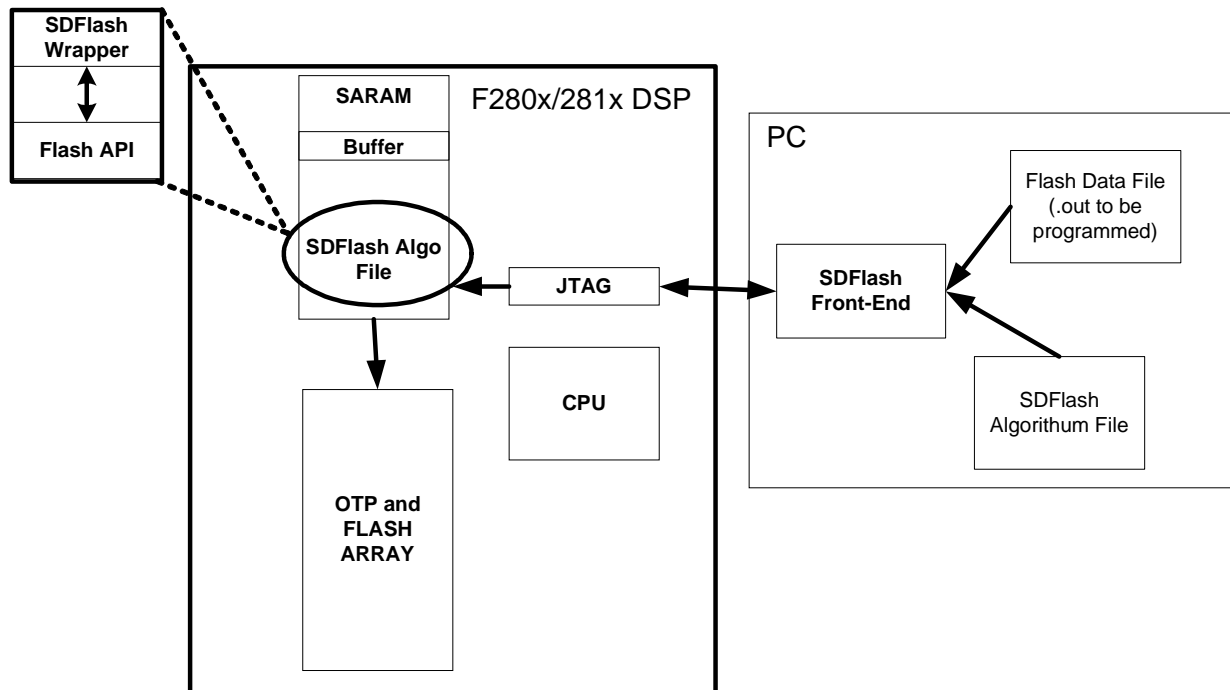 SDFlash
Wrapper
Flash API
F280x/281x DSP
SARAM
Buffer
SDFlash Algo
File
JTAG
CPU
OTP and
FLASH
ARRAY
PC
Flash Data File
(.out to be
programmed)
SDFlash
Front-End
SDFlash
Algorithum File